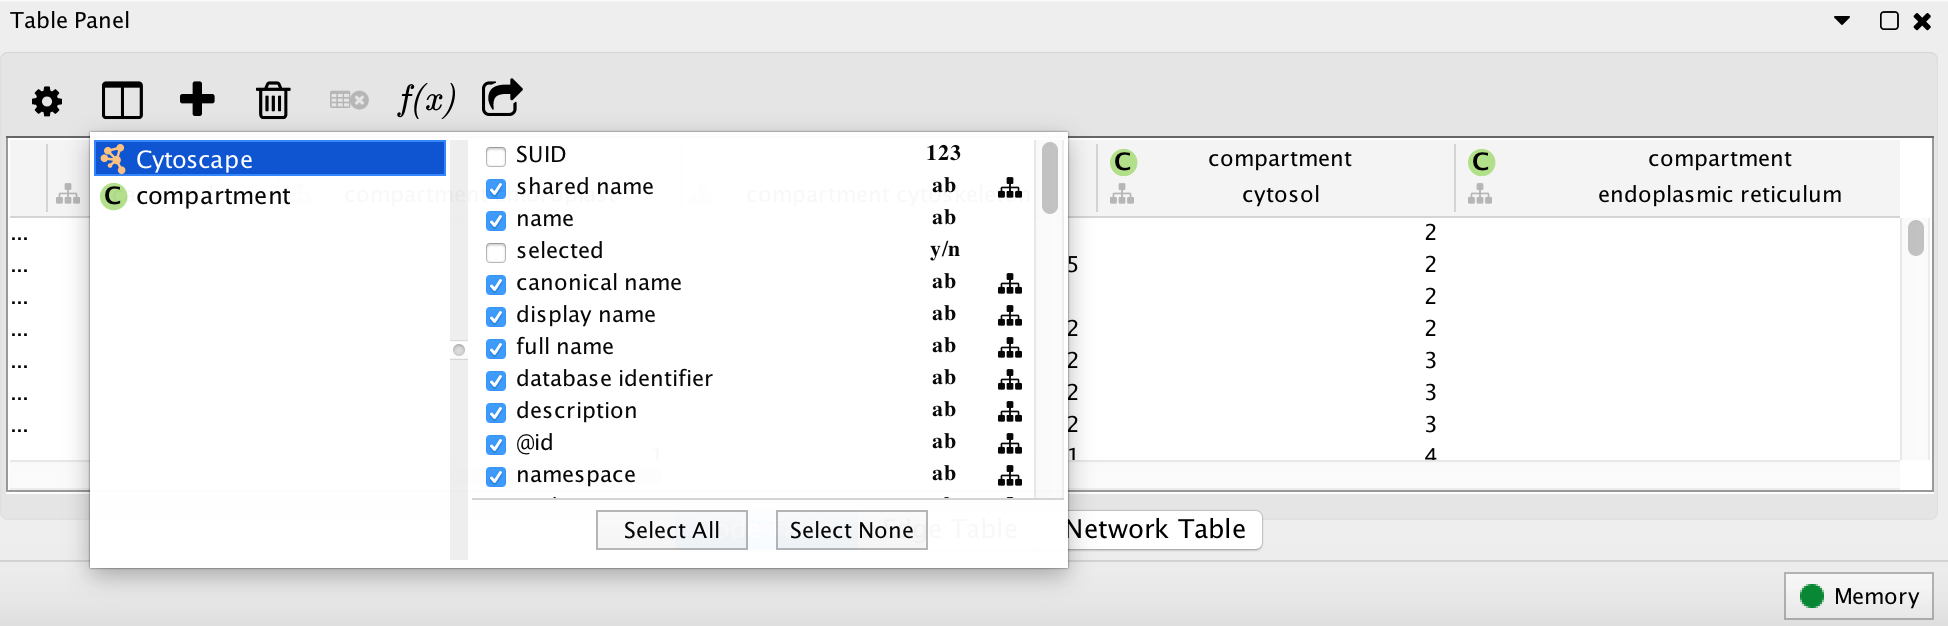 Table Panel
f(x)
Cytoscape
compartment
SUID 123
shared name ab
name ab
selected y/n
canonical name ab
display name ab
full name ab
database identifier ab
description ab
@id ab
namespace ab
Select All Select None
C compartment
cytosol
C compartment
endoplasmic reticulum
... 2
... 5 2
... 2
... 2 2
... 2 3
... 2 3
... 2 3
1 4
Table Network Table
Memory